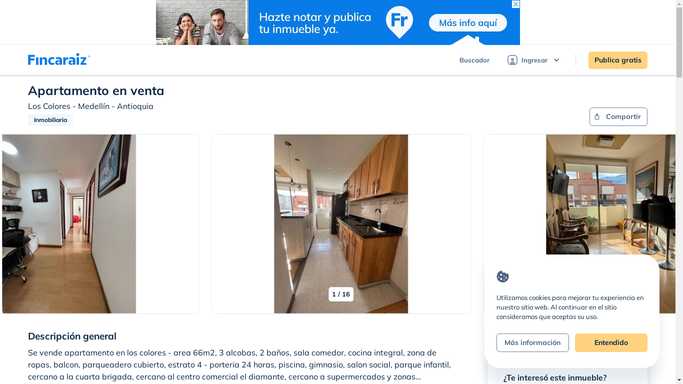 Hazte notar y publica
tu inmueble ya.
Fr
Más info aquí
Fincaraíz
Buscador
Ingresar
Publica gratis
Apartamento en venta
Los Colores - Medellín - Antioquia
Inmobiliaria
Compartir
1 / 16
Utilizamos cookies para mejorar tu experiencia en
nuestro sitio web. Al continuar en el sitio
consideramos que aceptas su uso.
Más información
Entendido
Descripción general
Se vende apartamento en los colores - area 66m2, 3 alcobas, 2 baños, sala comedor, cocina integral, zona de
ropas, balcon, parqueadero cubierto, estrato 4 - porteria 24 horas, piscina, gimnasio, salon social, parque infantil,
cercano a la cuarta brigada, cercano al centro comercial el diamante, cercano a supermercados y zonas...
¿Te interesó este inmueble?